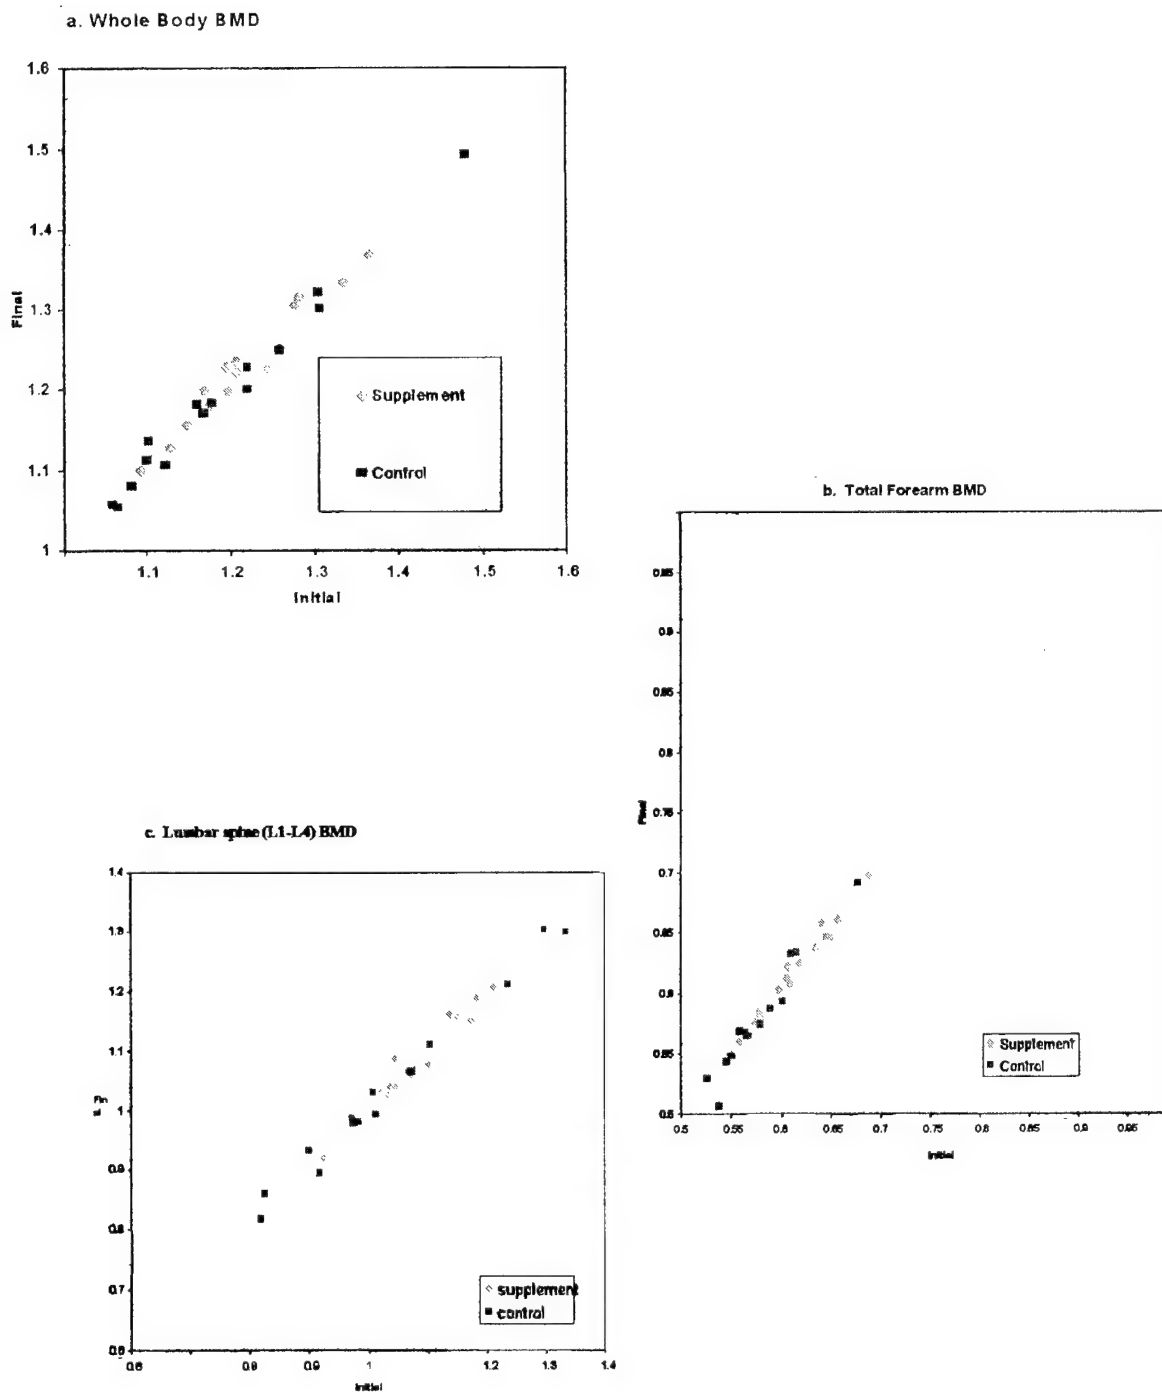 a. Whole Body BMD
1.6
1.5
1.4
1.3
1.2
1.1
1
Final
Supplement
Control
1.1 1.2 1.3 1.4 1.5 1.6
Initial
b. Total Forearm BMD
0.7
Final
Supplement
Control
0.5 0.55 0.6 0.65 0.7 0.75 0.8 0.85 0.9 0.95
Initial
c. Lumbar spine (L1-L4) BMD
1.4
1.3
1.2
1.1
1
0.9
0.8
0.7
Fin
supplement
control
0.9 1 1.2 1.3 1.4
Initial